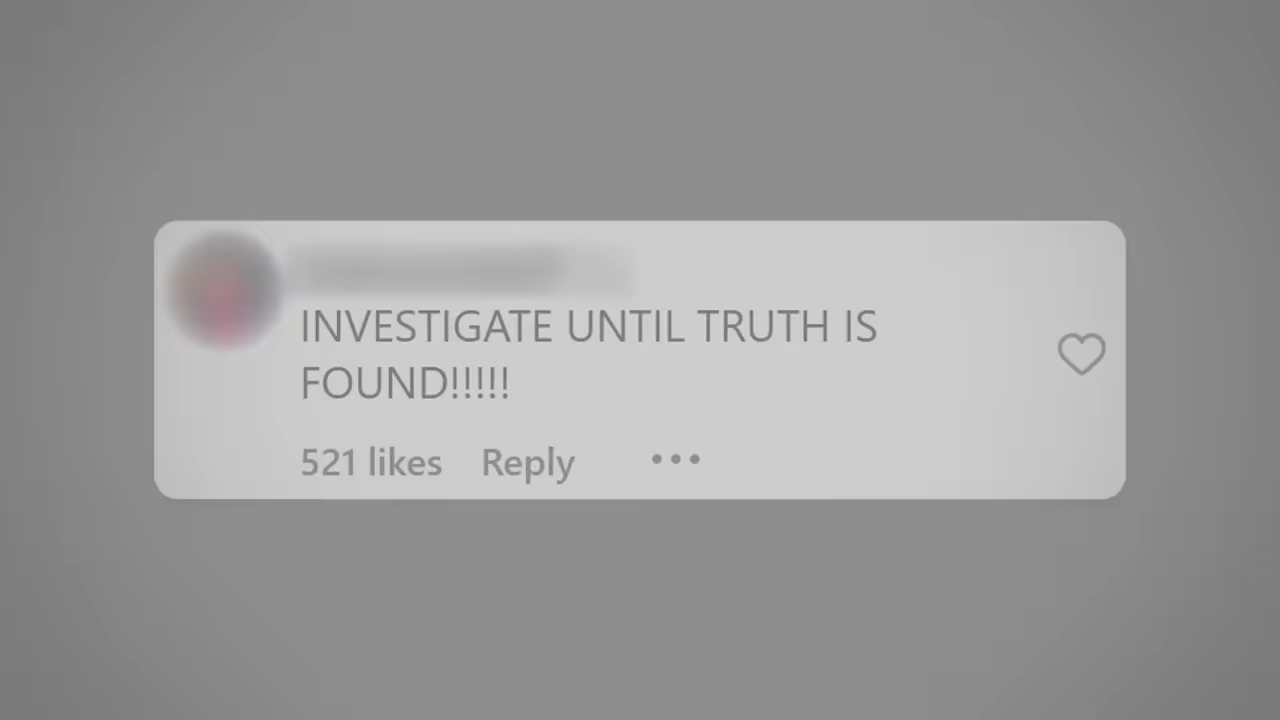 INVESTIGATE UNTIL TRUTH IS
FOUND!!!!!
521 likes Reply •••